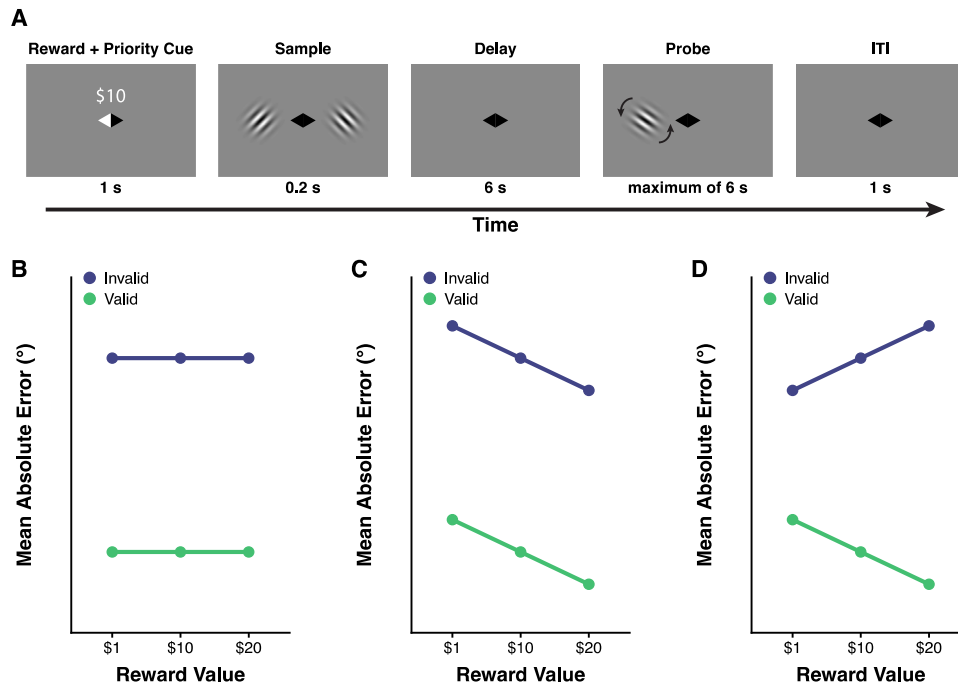 A
Reward + Priority Cue
Sample
Delay
Probe
ITI
$10
1 s
0.2 s
6 s
maximum of 6 s
1 s
Time
B
Invalid
Valid
Mean Absolute Error (°)
$1
$10
$20
Reward Value
C
Invalid
Valid
Mean Absolute Error (°)
$1
$10
$20
Reward Value
D
Invalid
Valid
Mean Absolute Error (°)
$1
$10
$20
Reward Value